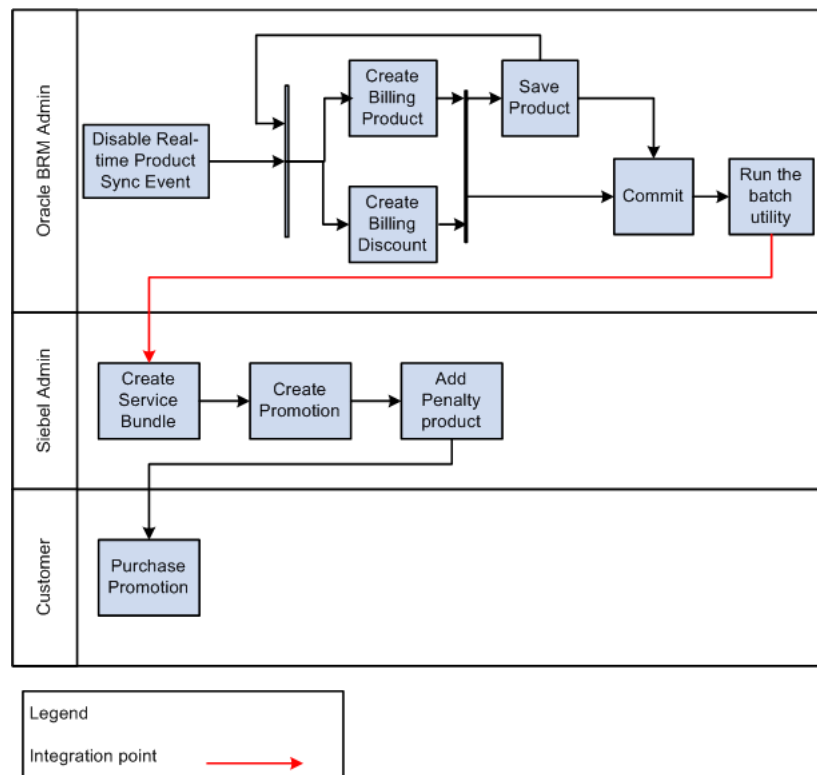 Oracle BRM Admin
Disable Real-
time Product
Sync Event
Create
Billing
Product
Create
Billing
Discount
Save
Product
Commit
Run the
batch
utility
Siebel Admin
Create
Service
Bundle
Create
Promotion
Add
Penalty
product
Customer
Purchase
Promotion
Legend
Integration point